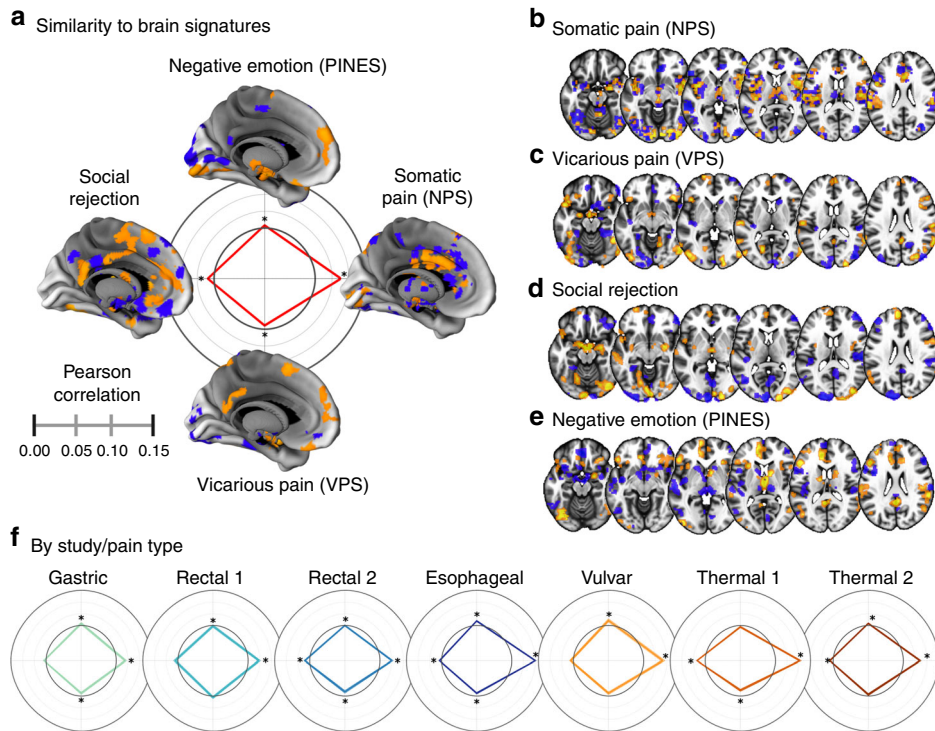 a Similarity to brain signatures
Negative emotion (PINES)
Social
rejection
Somatic
pain (NPS)
*
*
*
*
Pearson
correlation
0.00 0.05 0.10 0.15
Vicarious pain (VPS)
b Somatic pain (NPS)
c Vicarious pain (VPS)
d Social rejection
e Negative emotion (PINES)
f By study/pain type
Gastric Rectal 1 Rectal 2 Esophageal Vulvar Thermal 1 Thermal 2
* * * * * *
* * * * * * * * * *
* * *